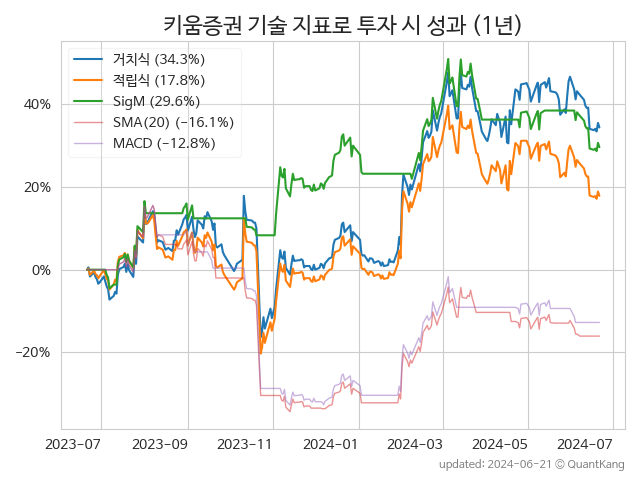 키움증권 기술 지표로 투자 시 성과 (1년)
거치식 (34.3%)
적립식 (17.8%)
SigM (29.6%)
SMA(20) (−16.1%)
MACD (−12.8%)
40%
20%
0%
−20%
2023-07 2023-09 2023-11 2024-01 2024-03 2024-05 2024-07
updated: 2024-06-21 © QuantKang